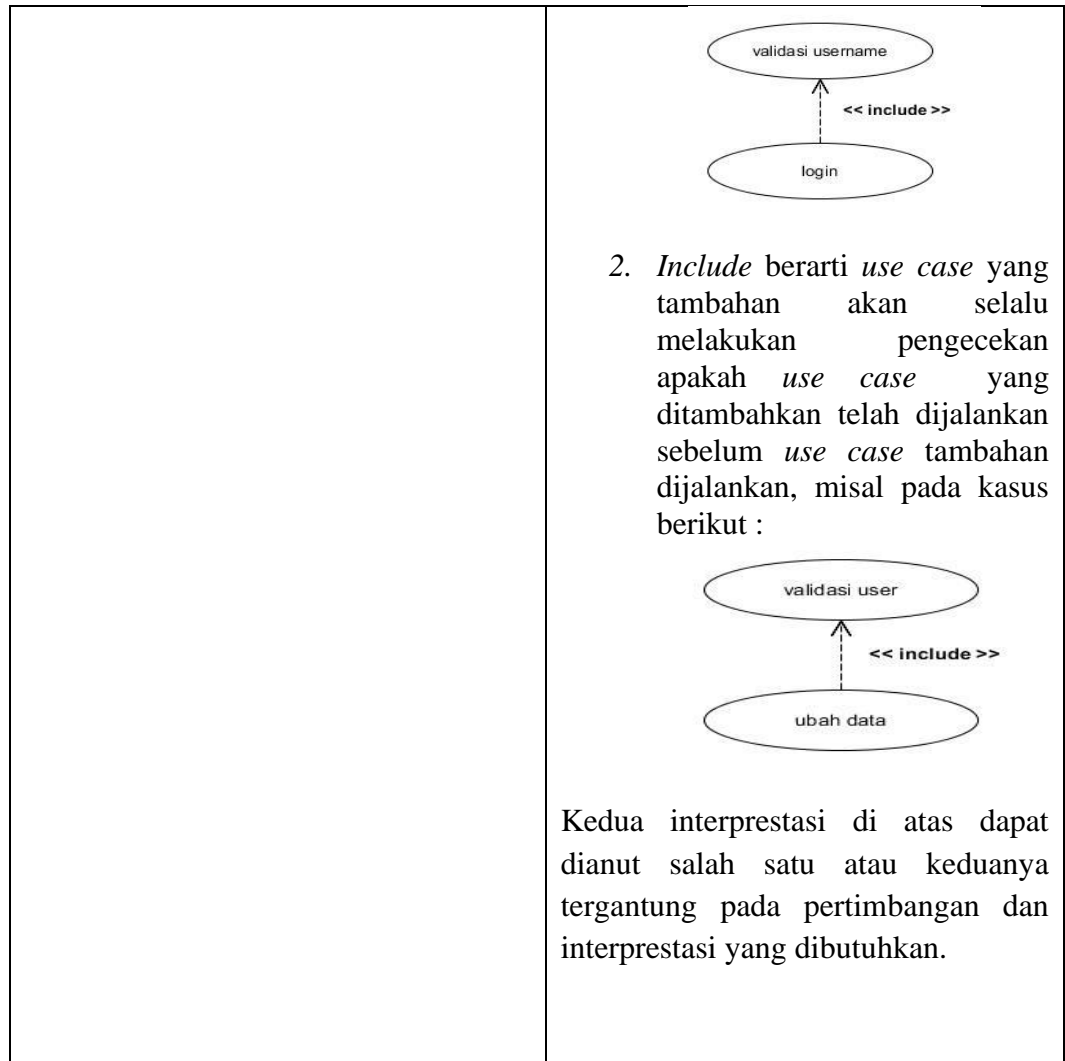 validasi username
<< include >>
login
2. Include berarti use case yang
tambahan akan selalu
melakukan pengecekan
apakah use case yang
ditambahkan telah dijalankan
sebelum use case tambahan
dijalankan, misal pada kasus
berikut :
validasi user
<< include >>
ubah data
Kedua interprestasi di atas dapat
dianut salah satu atau keduanya
tergantung pada pertimbangan dan
interprestasi yang dibutuhkan.